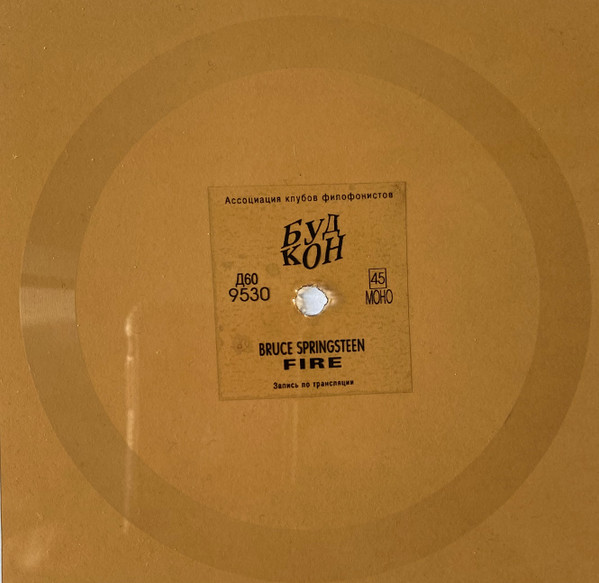 Ассоциация клубов филофонистов
БУД
КОН
Д60
9530
45
МОНО
BRUCE SPRINGSTEEN
FIRE
Запись по трансляции